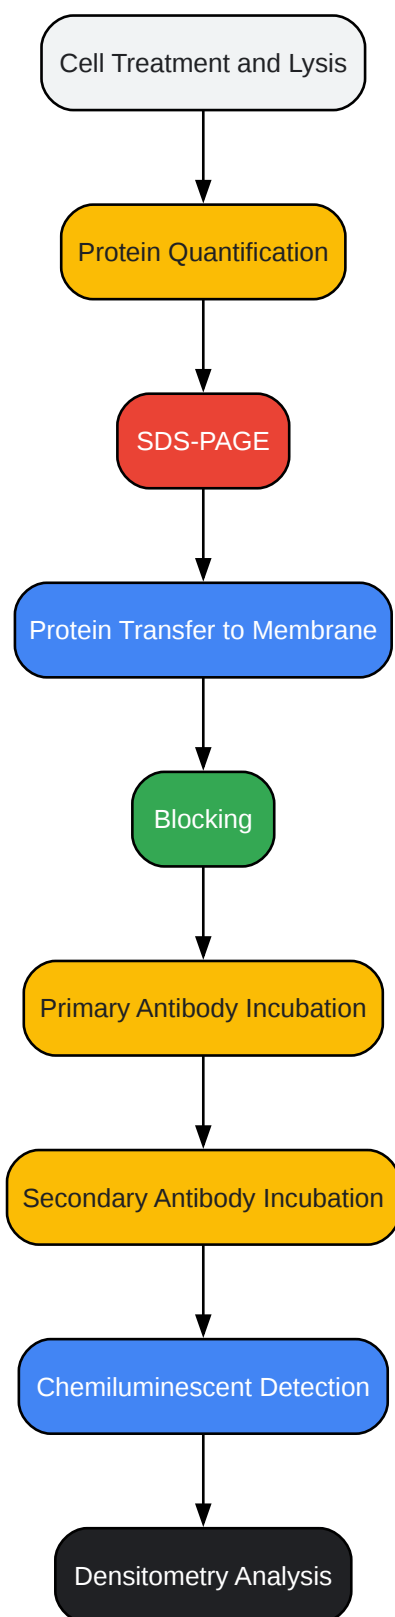 Cell Treatment and Lysis
Protein Quantification
SDS-PAGE
Protein Transfer to Membrane
Blocking
Primary Antibody Incubation
Secondary Antibody Incubation
Chemiluminescent Detection
Densitometry Analysis